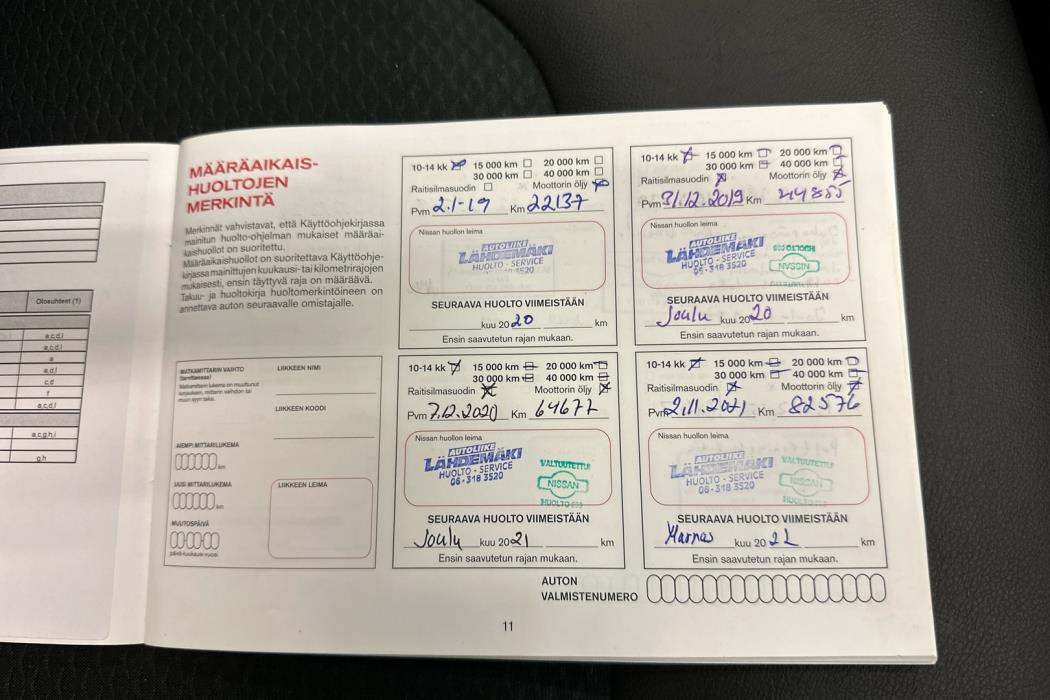 Olosuhteet (1)
a,c,d,i
a,c,d,i
a
a,d,i
c,d
f
a,c,d,i
a,c,g,h,i
g,h
MÄÄRÄAIKAIS-
HUOLTOJEN
MERKINTÄ
Merkinnät vahvistavat, että Käyttöohjekirjassa
mainitun huolto-ohjelman mukaiset määräai-
kaishuollot on suoritettu.
Määräaikaishuollot on suoritettava Käyttöohje-
kirjassa mainittujen kuukausi- tai kilometrirajojen
mukaisesti, ensin täyttyvä raja on määräävä.
Takuu- ja huoltokirja huoltomerkintöineen on
annettava auton seuraavalle omistajalle.
10-14 kk 15 000 km 20 000 km
30 000 km 40 000 km
Raitisilmasuodin Moottorin öljy
Pvm 2.1-19 Km 22137
Nissan huollon leima
AUTOLIIKE
LÄHDEMÄKI
HUOLTO - SERVICE
SEURAAVA HUOLTO VIIMEISTÄÄN
kuu 2020 km
Ensin saavutetun rajan mukaan.
10-14 kk 15 000 km 20 000 km
30 000 km 40 000 km
Raitisilmasuodin Moottorin öljy
Pvm 31.12.2019 Km 44855
Nissan huollon leima
AUTOLIIKE
LÄHDEMÄKI
HUOLTO - SERVICE
06-318 3520
NISSAN
SEURAAVA HUOLTO VIIMEISTÄÄN
Joulu kuu 2020 km
Ensin saavutetun rajan mukaan.
MATKAMITTARIN VAIHTO
LIIKKEEN NIMI
LIIKKEEN KOODI
AIEMPI MITTARILUKEMA
km
UUSI MITTARILUKEMA
km
MUUTOSPÄIVÄ
LIIKKEEN LEIMA
10-14 kk 15 000 km 20 000 km
30 000 km 40 000 km
Raitisilmasuodin Moottorin öljy
Pvm 7.12.2020 Km 64677
Nissan huollon leima
AUTOLIIKE
LÄHDEMÄKI
HUOLTO - SERVICE
06-318 3520
VALTUUTETTU
NISSAN
SEURAAVA HUOLTO VIIMEISTÄÄN
Joulu kuu 2021 km
Ensin saavutetun rajan mukaan.
10-14 kk 15 000 km 20 000 km
30 000 km 40 000 km
Raitisilmasuodin Moottorin öljy
Pvm 2.11.2021 Km 82576
Nissan huollon leima
AUTOLIIKE
LÄHDEMÄKI
HUOLTO - SERVICE
06-318 3520
VALTUUTETTU
NISSAN
SEURAAVA HUOLTO VIIMEISTÄÄN
Marras kuu 2022 km
Ensin saavutetun rajan mukaan.
AUTON
VALMISTENUMERO
11